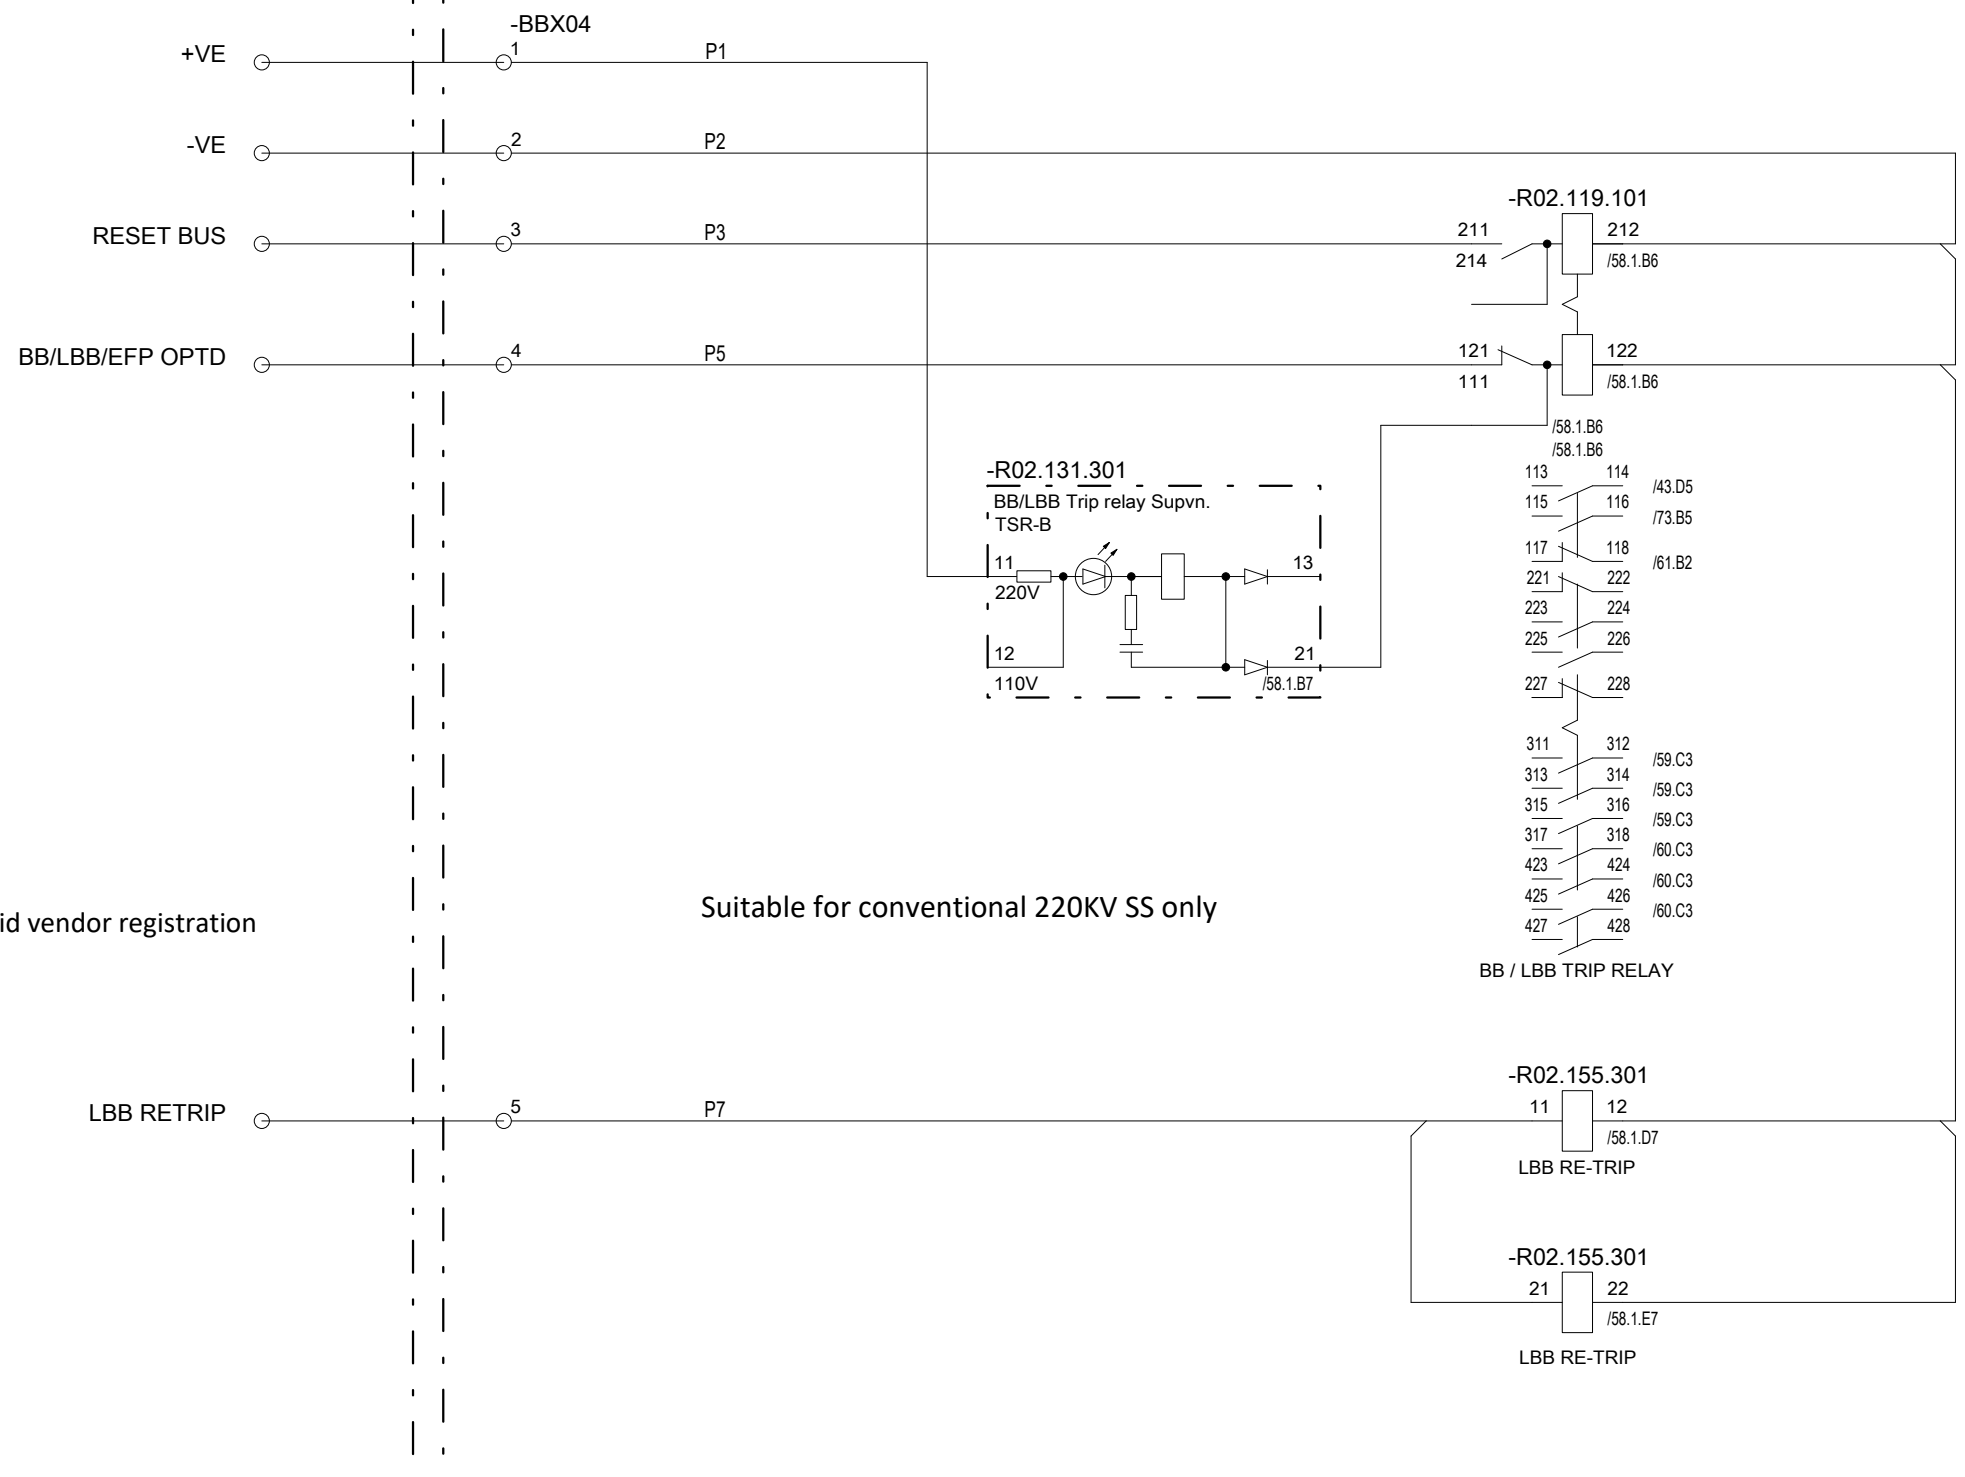 -BBX04
+VE 1 P1
-VE 2 P2
-R02.119.101
RESET BUS 3 P3 211 212
214 /58.1.B6
BB/LBB/EFP OPTD 4 P5 121 122
111 /58.1.B6
/58.1.B6
/58.1.B6
-R02.131.301
BB/LBB Trip relay Supvn.
TSR-B
11 13
220V
12 21
110V /58.1.B7
113 114 /43.D5
115 116 /73.B5
117 118 /61.B2
221 222
223 224
225 226
227 228
311 312 /59.C3
313 314 /59.C3
315 316 /59.C3
317 318 /60.C3
423 424 /60.C3
425 426 /60.C3
427 428
BB / LBB TRIP RELAY
Suitable for conventional 220KV SS only
id vendor registration
-R02.155.301
LBB RETRIP 5 P7 11 12
/58.1.D7
LBB RE-TRIP
-R02.155.301
21 22
/58.1.E7
LBB RE-TRIP